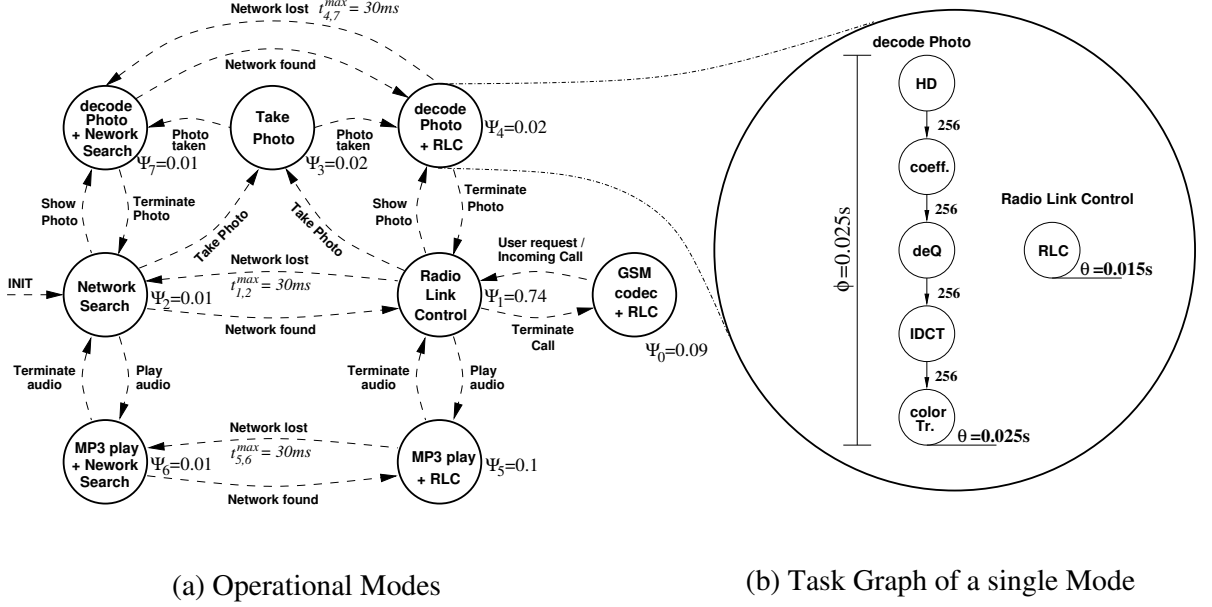 Network lost t_{4,7}^{max} = 30ms
Network found
decode
Photo
+ Nework
Search
Ψ7=0.01
Photo
taken
Take
Photo
Ψ3=0.02
Photo
taken
decode
Photo
+ RLC
Ψ4=0.02
Show
Photo
Terminate
Photo
Take Photo
Take Photo
Show
Photo
Terminate
Photo
INIT
Network
Search
Ψ2=0.01
Network lost
t_{1,2}^{max} = 30ms
Network found
Radio
Link
Control
Ψ1=0.74
User request /
Incoming Call
Terminate
Call
GSM
codec
+ RLC
Ψ0=0.09
Terminate
audio
Play
audio
Terminate
audio
Play
audio
MP3 play
+ Nework
Search
Ψ6=0.01
Network lost
t_{5,6}^{max} = 30ms
Network found
MP3 play
+ RLC
Ψ5=0.1
(a) Operational Modes
decode Photo
ϕ=0.025s
HD
256
coeff.
256
deQ
256
IDCT
256
color
Tr.
θ=0.025s
Radio Link Control
RLC
θ=0.015s
(b) Task Graph of a single Mode